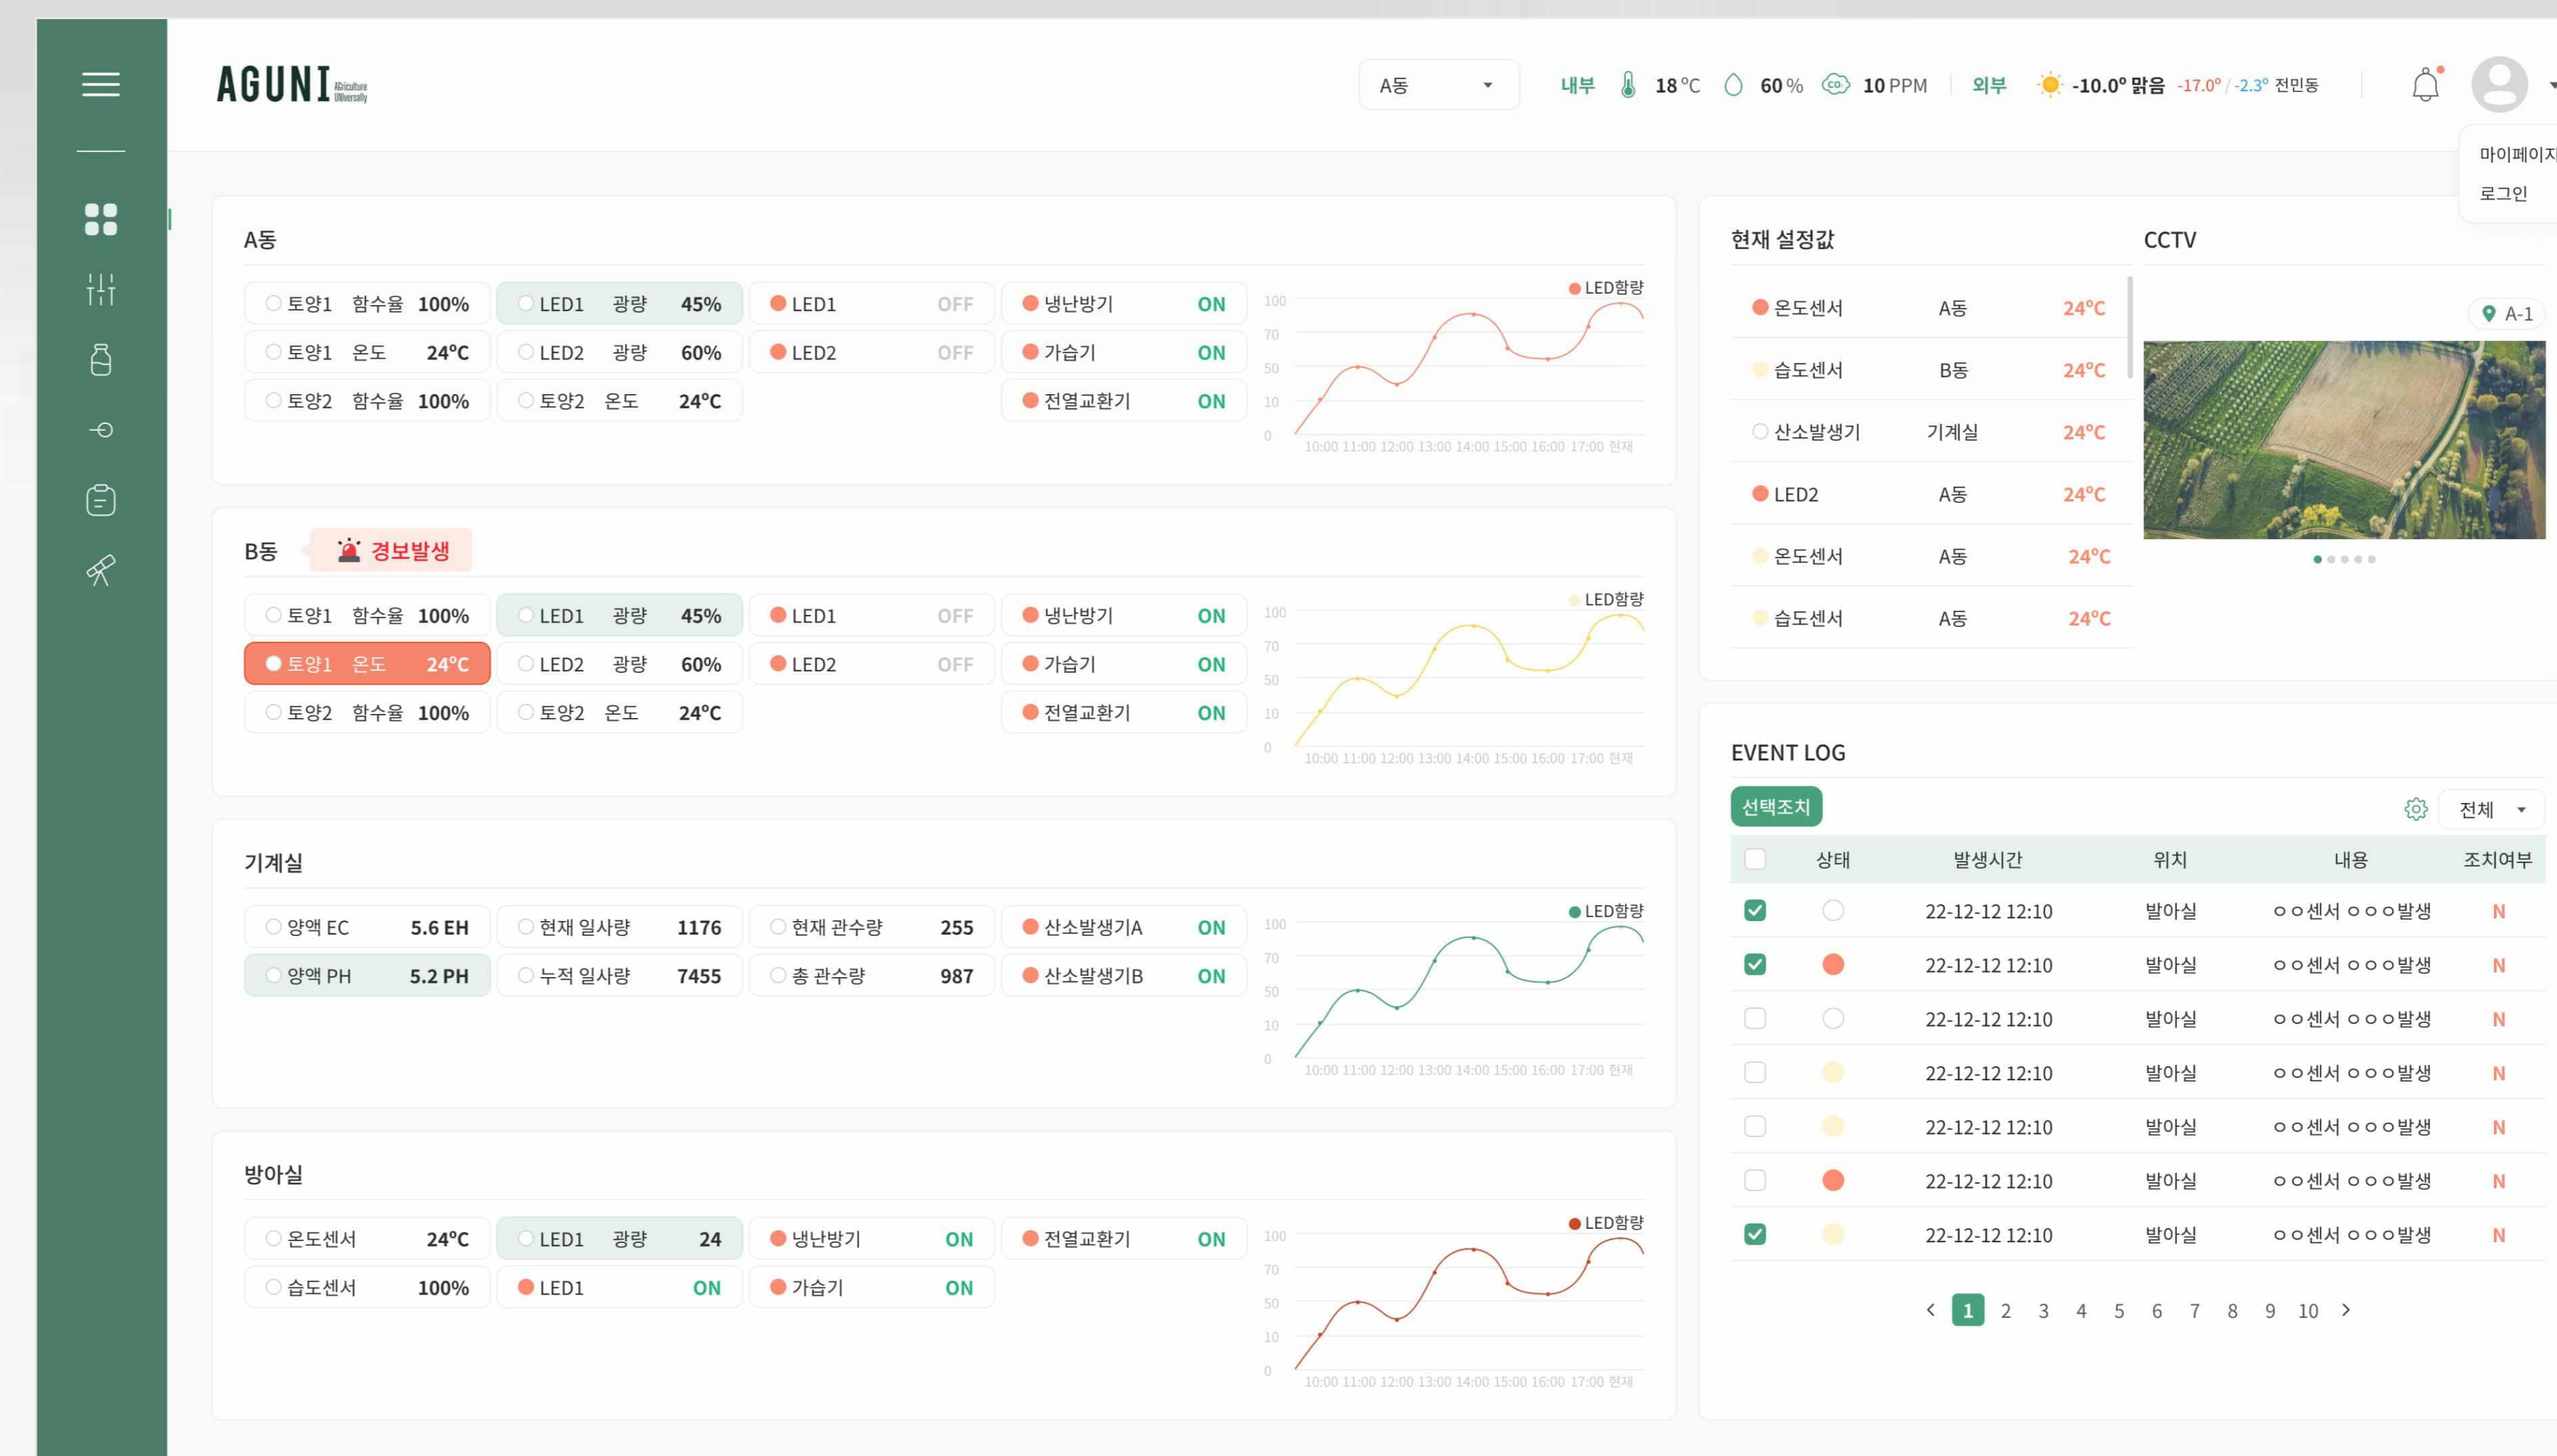 AGUNI AGriculture UNIversally
A동
내부 18°C 60% CO₂ 10 PPM 외부 -10.0° 맑음 -17.0° / -2.3° 전민동
마이페이지
로그인
A동
토양1 함수율 100% LED1 광량 45% LED1 OFF 냉난방기 ON
토양1 온도 24°C LED2 광량 60% LED2 OFF 가습기 ON
토양2 함수율 100% 토양2 온도 24°C 전열교환기 ON
LED함량
100
70
50
10
0
10:00 11:00 12:00 13:00 14:00 15:00 16:00 17:00 현재
B동 경보발생
토양1 함수율 100% LED1 광량 45% LED1 OFF 냉난방기 ON
토양1 온도 24°C LED2 광량 60% LED2 OFF 가습기 ON
토양2 함수율 100% 토양2 온도 24°C 전열교환기 ON
LED함량
100
70
50
10
0
10:00 11:00 12:00 13:00 14:00 15:00 16:00 17:00 현재
기계실
양액 EC 5.6 EH 현재 일사량 1176 현재 관수량 255 산소발생기A ON
양액 PH 5.2 PH 누적 일사량 7455 총 관수량 987 산소발생기B ON
LED함량
100
70
50
10
0
10:00 11:00 12:00 13:00 14:00 15:00 16:00 17:00 현재
방아실
온도센서 24°C LED1 광량 24 냉난방기 ON 전열교환기 ON
습도센서 100% LED1 ON 가습기 ON
LED함량
100
70
50
10
0
10:00 11:00 12:00 13:00 14:00 15:00 16:00 17:00 현재
현재 설정값
온도센서 A동 24°C
습도센서 B동 24°C
산소발생기 기계실 24°C
LED2 A동 24°C
온도센서 A동 24°C
습도센서 A동 24°C
CCTV
A-1
EVENT LOG
선택조치 전체
상태 발생시간 위치 내용 조치여부
22-12-12 12:10 발아실 ㅇㅇ센서 ㅇㅇㅇ발생 N
22-12-12 12:10 발아실 ㅇㅇ센서 ㅇㅇㅇ발생 N
22-12-12 12:10 발아실 ㅇㅇ센서 ㅇㅇㅇ발생 N
22-12-12 12:10 발아실 ㅇㅇ센서 ㅇㅇㅇ발생 N
22-12-12 12:10 발아실 ㅇㅇ센서 ㅇㅇㅇ발생 N
22-12-12 12:10 발아실 ㅇㅇ센서 ㅇㅇㅇ발생 N
22-12-12 12:10 발아실 ㅇㅇ센서 ㅇㅇㅇ발생 N
< 1 2 3 4 5 6 7 8 9 10 >